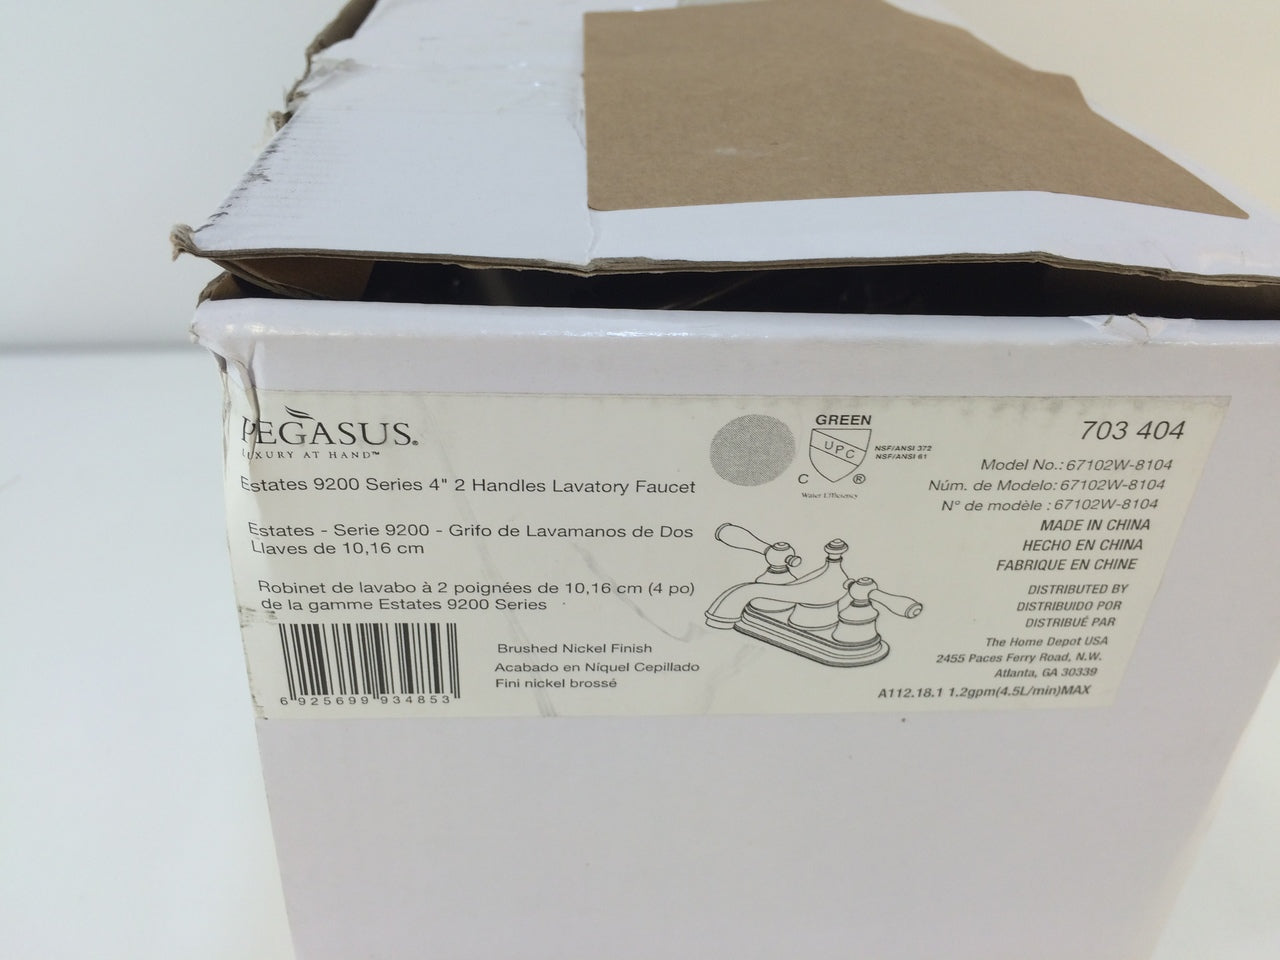 PEGASUS®
LUXURY AT HAND™
Estates 9200 Series 4" 2 Handles Lavatory Faucet
Estates - Serie 9200 - Grifo de Lavamanos de Dos
Llaves de 10,16 cm
Robinet de lavabo à 2 poignées de 10,16 cm (4 po)
de la gamme Estates 9200 Series
6 925699 934853
Brushed Nickel Finish
Acabado en Níquel Cepillado
Fini nickel brossé
GREEN
UPC
C ®
Water Efficiency
NSF/ANSI 372
NSF/ANSI 61
703 404
Model No.: 67102W-8104
Núm. de Modelo: 67102W-8104
N° de modèle : 67102W-8104
MADE IN CHINA
HECHO EN CHINA
FABRIQUE EN CHINE
DISTRIBUTED BY
DISTRIBUIDO POR
DISTRIBUÉ PAR
The Home Depot USA
2455 Paces Ferry Road, N.W.
Atlanta, GA 30339
A112.18.1 1.2gpm(4.5L/min)MAX